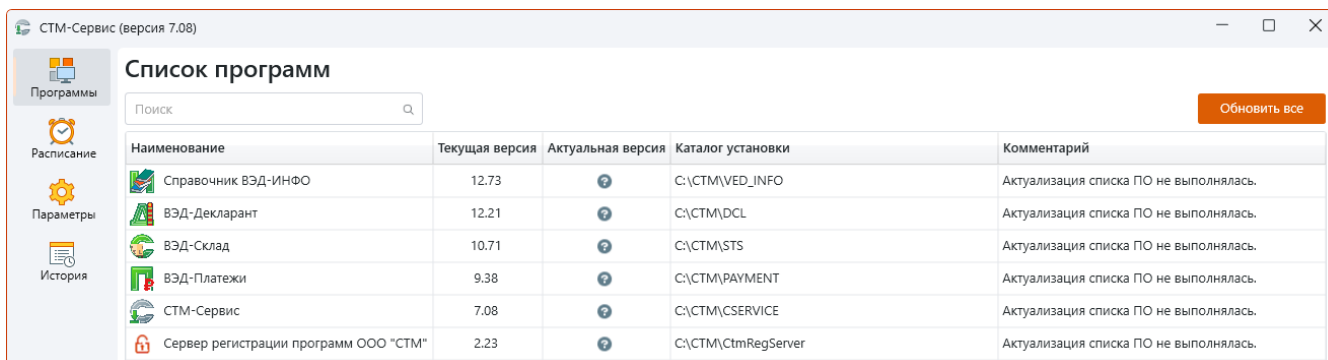 СТМ-Сервис (версия 7.08)
Программы
Расписание
Параметры
История
Список программ
Поиск
Обновить все
Наименование Текущая версия Актуальная версия Каталог установки Комментарий
Справочник ВЭД-ИНФО 12.73 ? C:\CTM\VED_INFO Актуализация списка ПО не выполнялась.
ВЭД-Декларант 12.21 ? C:\CTM\DCL Актуализация списка ПО не выполнялась.
ВЭД-Склад 10.71 ? C:\CTM\STS Актуализация списка ПО не выполнялась.
ВЭД-Платежи 9.38 ? C:\CTM\PAYMENT Актуализация списка ПО не выполнялась.
СТМ-Сервис 7.08 ? C:\CTM\CSERVICE Актуализация списка ПО не выполнялась.
Сервер регистрации программ ООО "СТМ" 2.23 ? C:\CTM\CtmRegServer Актуализация списка ПО не выполнялась.